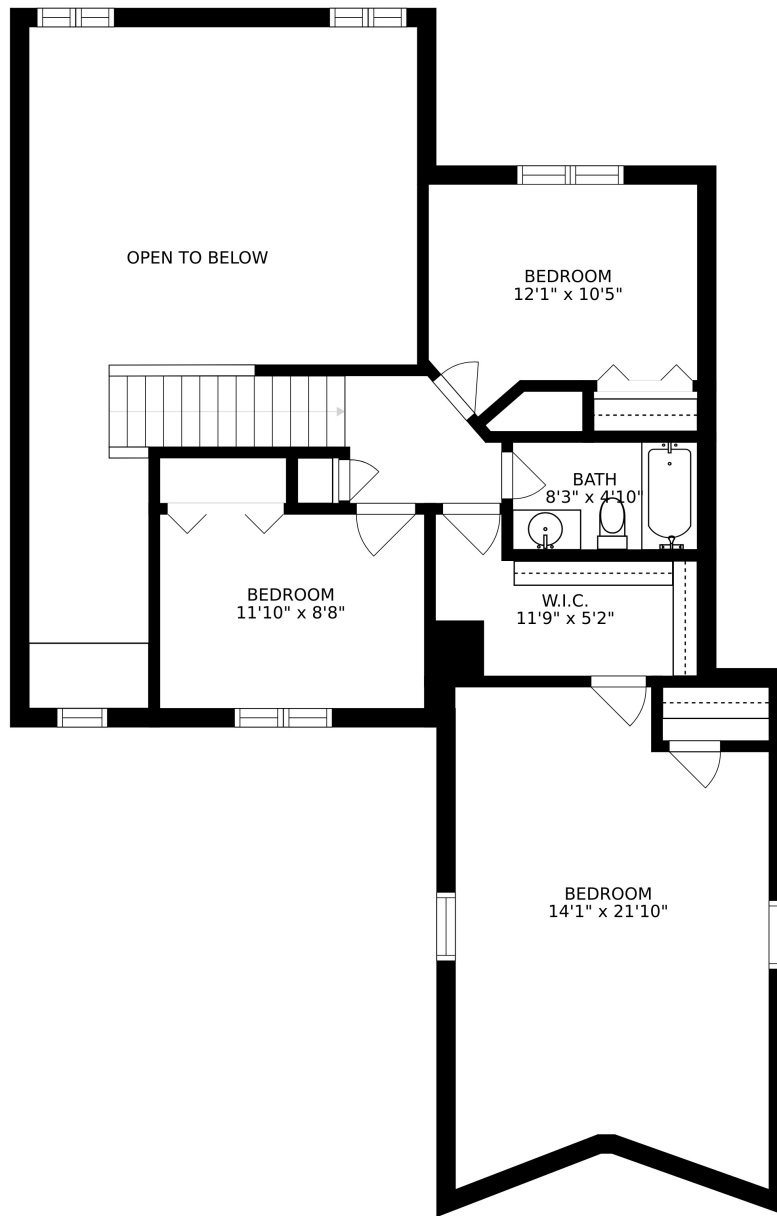 OPEN TO BELOW
BEDROOM
12'1" x 10'5"
BATH
8'3" x 4'10"
BEDROOM
11'10" x 8'8"
W.I.C.
11'9" x 5'2"
BEDROOM
14'1" x 21'10"